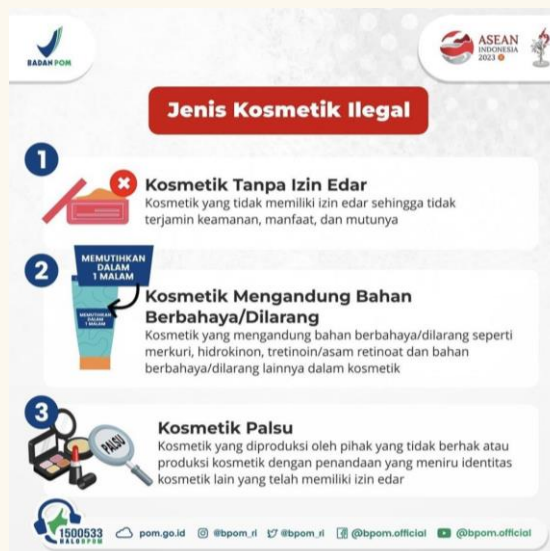 BADAN POM
ASEAN
INDONESIA
2023
Jenis Kosmetik Ilegal
1
Kosmetik Tanpa Izin Edar
Kosmetik yang tidak memiliki izin edar sehingga tidak
terjamin keamanan, manfaat, dan mutunya
2
MEMUTIHKAN
DALAM
1 MALAM
MEMUTIHKAN
DALAM
1 MALAM
Kosmetik Mengandung Bahan
Berbahaya/Dilarang
Kosmetik yang mengandung bahan berbahaya/dilarang seperti
merkuri, hidrokinon, tretinoin/asam retinoat dan bahan
berbahaya/dilarang lainnya dalam kosmetik
3
PALSU
Kosmetik Palsu
Kosmetik yang diproduksi oleh pihak yang tidak berhak atau
produksi kosmetik dengan penandaan yang meniru identitas
kosmetik lain yang telah memiliki izin edar
1500533
HALOBPOM
pom.go.id @bpom_ri @bpom_ri @bpom.official @bpom.official